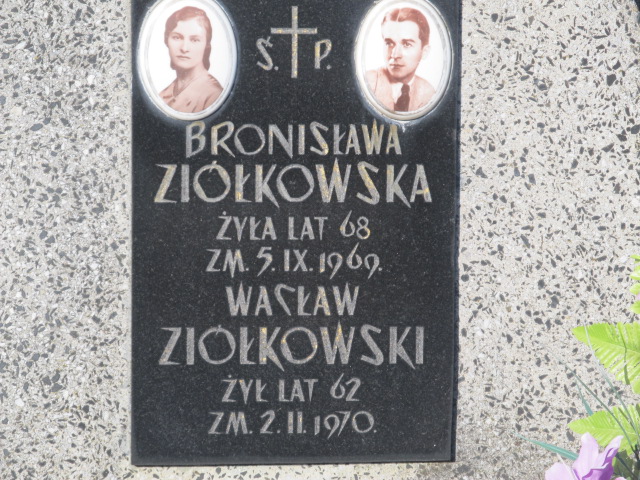 Ś. P.
BRONISŁAWA
ZIÓŁKOWSKA
ŻYŁA LAT 68
ZM. 5. IX. 1969.
WACŁAW
ZIÓŁKOWSKI
ŻYŁ LAT 62
ZM. 2. II. 1970.